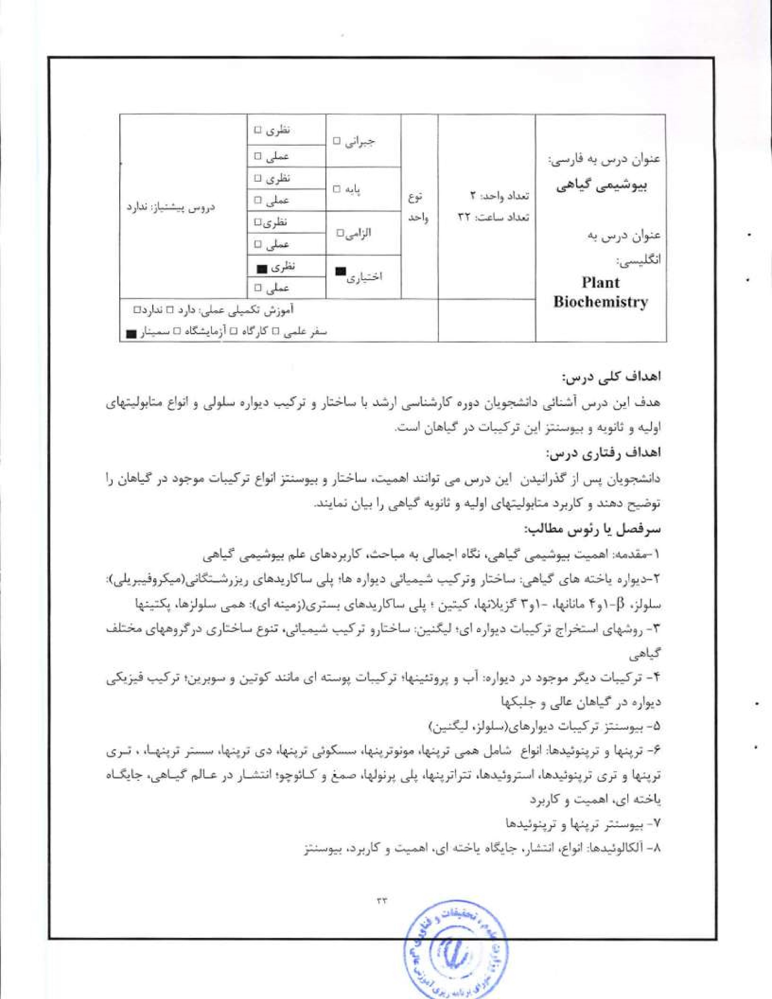 عنوان درس به فارسی:
بیوشیمی گیاهی
عنوان درس به
انگلیسی:
Plant
Biochemistry
تعداد واحد: ۲
تعداد ساعت: ۳۲
نوع
واحد
جبرانی □
نظری □
عملی □
پایه □
نظری □
عملی □
الزامی□
نظری□
عملی □
اختیاری■
نظری ■
عملی □
دروس پیشنیاز: ندارد
آموزش تکمیلی عملی: دارد □ ندارد□
سفر علمی □ کارگاه □ آزمایشگاه □ سمینار ■
اهداف کلی درس:
هدف این درس آشنائی دانشجویان دوره کارشناسی ارشد با ساختار و ترکیب دیواره سلولی و انواع متابولیتهای
اولیه و ثانویه و بیوسنتز این ترکیبات در گیاهان است.
اهداف رفتاری درس:
دانشجویان پس از گذرانیدن این درس می توانند اهمیت، ساختار و بیوسنتز انواع ترکیبات موجود در گیاهان را
توضیح دهند و کاربرد متابولیتهای اولیه و ثانویه گیاهی را بیان نمایند.
سرفصل یا رئوس مطالب:
۱-مقدمه: اهمیت بیوشیمی گیاهی، نگاه اجمالی به مباحث، کاربردهای علم بیوشیمی گیاهی
۲-دیواره یاخته های گیاهی: ساختار وترکیب شیمیائی دیواره ها؛ پلی ساکاریدهای ریزرشتگانی(میکروفیبریلی):
سلولز، β-۱و۴ مانانها، -۱و۳ گزیلانها، کیتین ؛ پلی ساکاریدهای بستری(زمینه ای): همی سلولزها، پکتینها
۳- روشهای استخراج ترکیبات دیواره ای؛ لیگنین: ساختارو ترکیب شیمیائی، تنوع ساختاری درگروههای مختلف
گیاهی
۴- ترکیبات دیگر موجود در دیواره: آب و پروتئینها؛ ترکیبات پوسته ای مانند کوتین و سوبرین؛ ترکیب فیزیکی
دیواره در گیاهان عالی و جلبکها
۵- بیوسنتز ترکیبات دیوارهای(سلولز، لیگنین)
۶- ترپنها و ترپنوئیدها: انواع شامل همی ترپنها، مونوترپنها، سسکوئی ترپنها، دی ترپنها، سستر ترپنها، ، تری
ترپنها و تری ترپنوئیدها، استروئیدها، تتراترپنها، پلی پرنولها، صمغ و کائوچو؛ انتشار در عالم گیاهی، جایگاه
یاخته ای، اهمیت و کاربرد
۷- بیوسنتر ترپنها و ترپنوئیدها
۸- آلکالوئیدها: انواع، انتشار، جایگاه یاخته ای، اهمیت و کاربرد، بیوسنتز
۳۳
وزارت علوم، تحقیقات و فناوری
شورای برنامه ریزی آموزش عالی